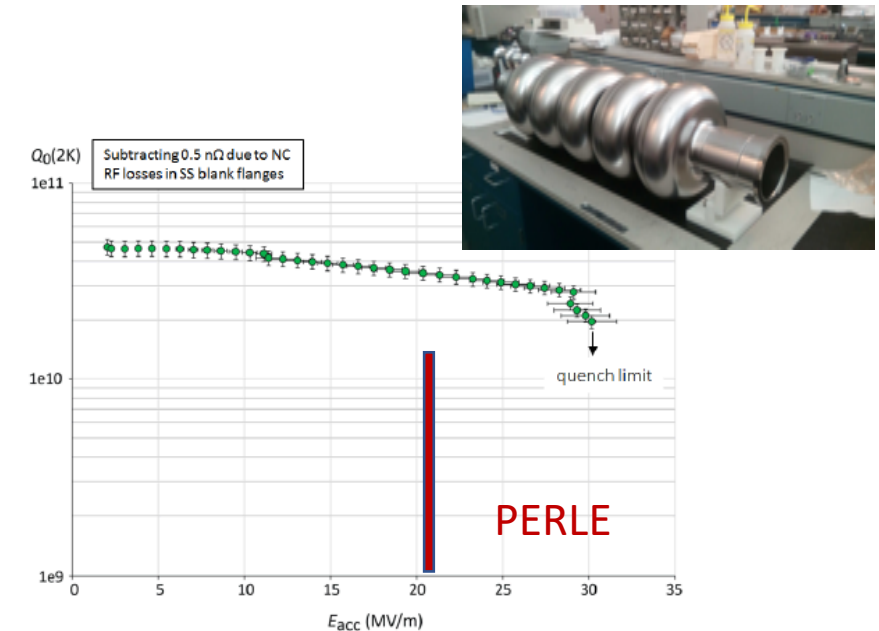 Q0(2K)
Subtracting 0.5 nΩ due to NC
RF losses in SS blank flanges
1e11
1e10
quench limit
PERLE
1e9
0 5 10 15 20 25 30 35
Eacc (MV/m)